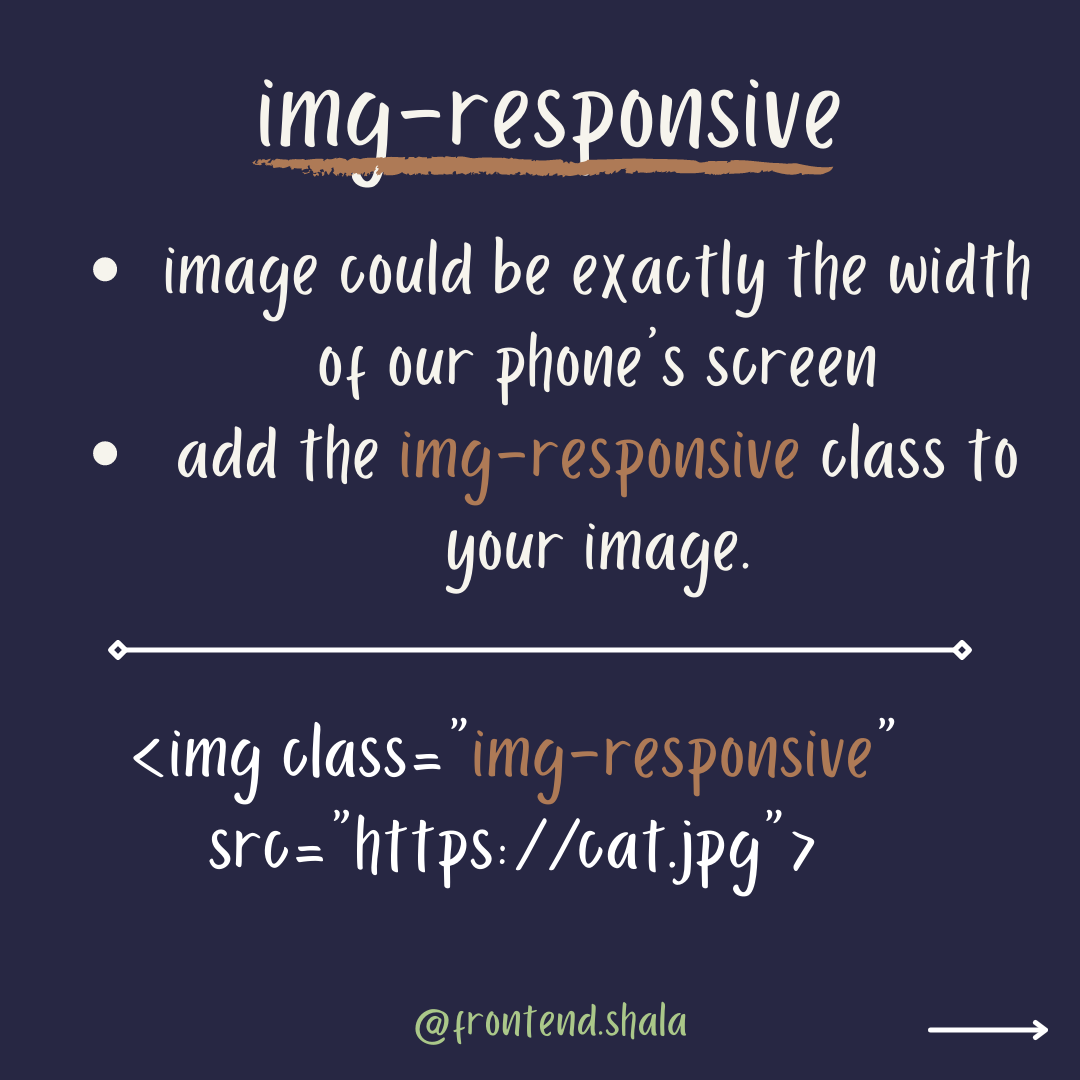 img-responsive
• image could be exactly the width
of our phone's screen
• add the img-responsive class to
your image.
<img class="img-responsive"
src="https://cat.jpg">
@frontend.shala